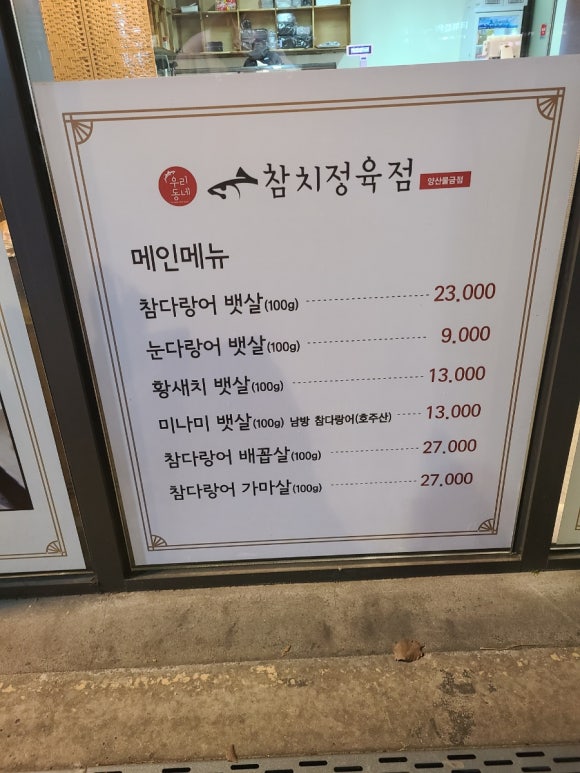 우리
동네
참치정육점 양산물금점
메인메뉴
참다랑어 뱃살(100g) 23.000
눈다랑어 뱃살(100g) 9.000
황새치 뱃살(100g) 13.000
미나미 뱃살(100g) 남방 참다랑어(호주산) 13.000
참다랑어 배꼽살(100g) 27.000
참다랑어 가마살(100g) 27.000